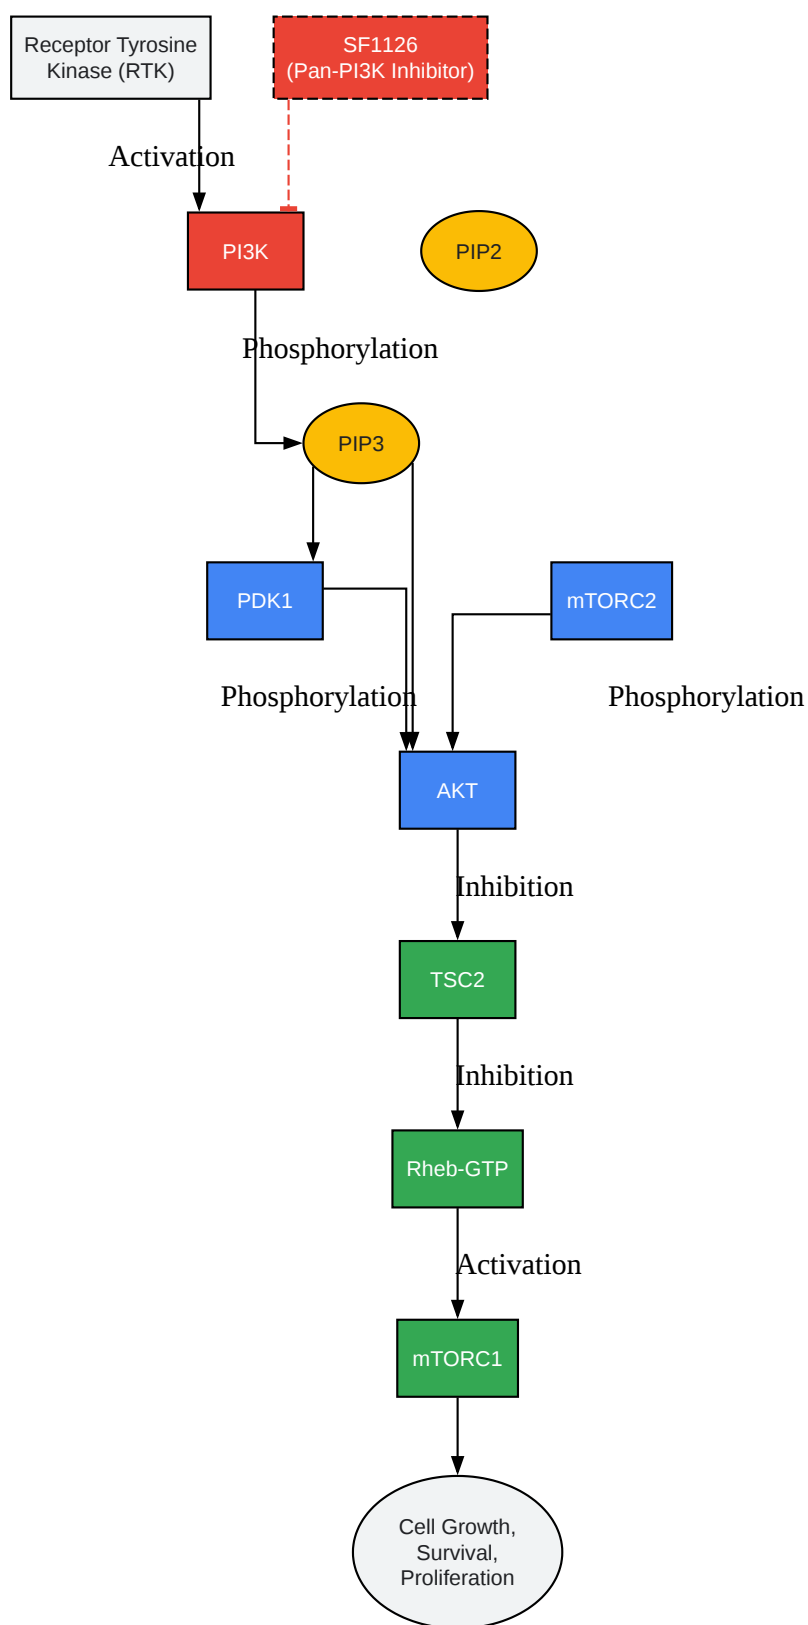 Receptor Tyrosine
Kinase (RTK)
SF1126
(Pan-PI3K Inhibitor)
Activation
PI3K
PIP2
Phosphorylation
PIP3
PDK1
mTORC2
Phosphorylation
Phosphorylation
AKT
Inhibition
TSC2
Inhibition
Rheb-GTP
Activation
mTORC1
Cell Growth,
Survival,
Proliferation